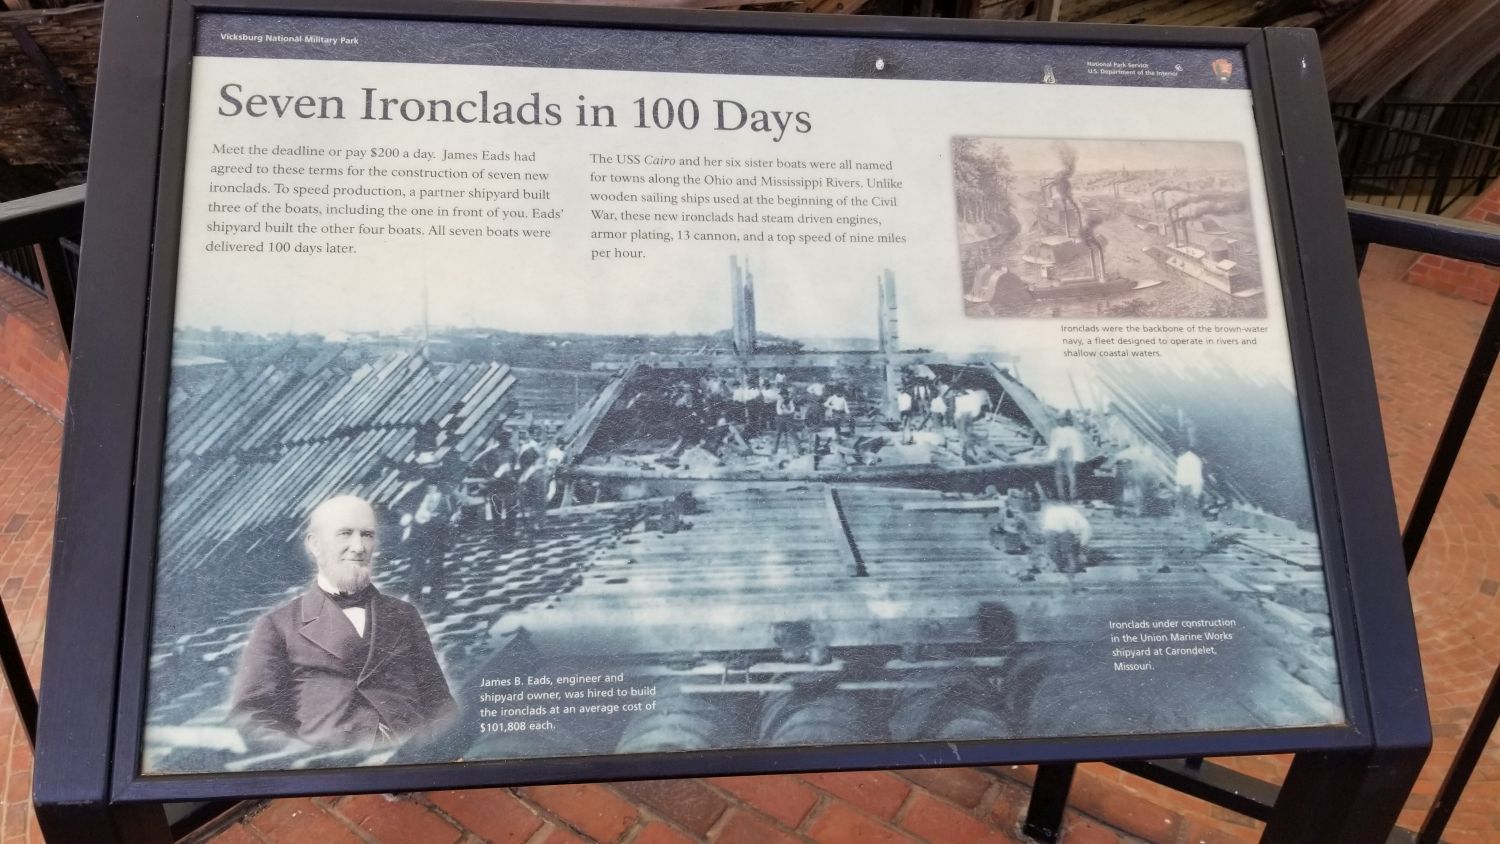 Vicksburg National Military Park
National Park Service
U.S. Department of the Interior
Seven Ironclads in 100 Days
Meet the deadline or pay $200 a day. James Eads had
agreed to these terms for the construction of seven new
ironclads. To speed production, a partner shipyard built
three of the boats, including the one in front of you. Eads'
shipyard built the other four boats. All seven boats were
delivered 100 days later.
The USS Cairo and her six sister boats were all named
for towns along the Ohio and Mississippi Rivers. Unlike
wooden sailing ships used at the beginning of the Civil
War, these new ironclads had steam driven engines,
armor plating, 13 cannon, and a top speed of nine miles
per hour.
Ironclads were the backbone of the brown-water
navy, a fleet designed to operate in rivers and
shallow coastal waters.
James B. Eads, engineer and
shipyard owner, was hired to build
the ironclads at an average cost of
$101,808 each.
Ironclads under construction
in the Union Marine Works
shipyard at Carondelet,
Missouri.